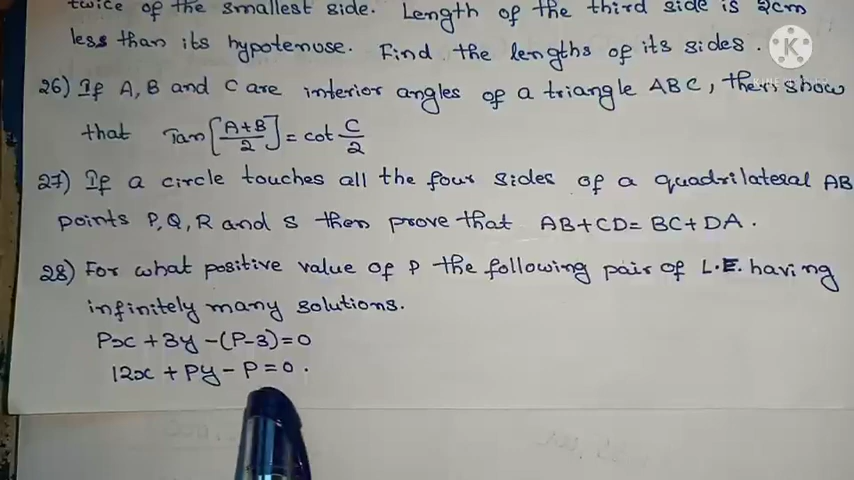 twice of the smallest side. Length of the third side is 2cm
less than its hypotenuse. Find the lengths of its sides.
26) If A, B and C are interior angles of a triangle ABC, then show
that Tan[A+B/2] = cot C/2
27) If a circle touches all the four sides of a quadrilateral AB
points P, Q, R and S then prove that AB+CD = BC+DA.
28) For what positive value of P the following pair of L.E. having
infinitely many solutions.
Px + 3y - (P-3) = 0
12x + Py - P = 0.